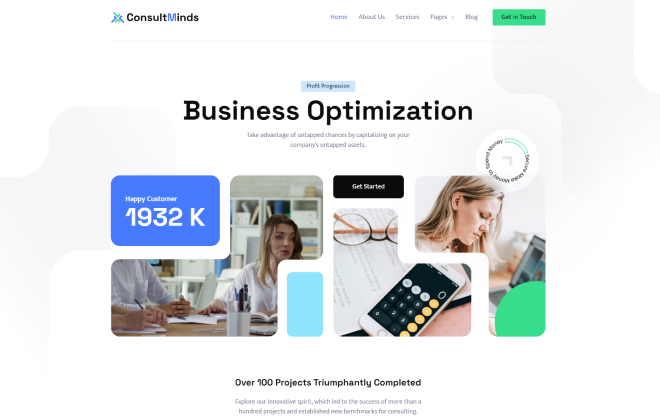 ConsultMinds
Home
About Us
Services
Pages
Blog
Get in Touch
Profit Progression
Business Optimization
Take advantage of untapped chances by capitalizing on your
company's untapped assets.
Secure Make Money to Spend Money
Happy Customer
1932 K
Get Started
Over 100 Projects Triumphantly Completed
Explore our innovative spirit, which led to the success of more than a
hundred projects and established new benchmarks for consulting.